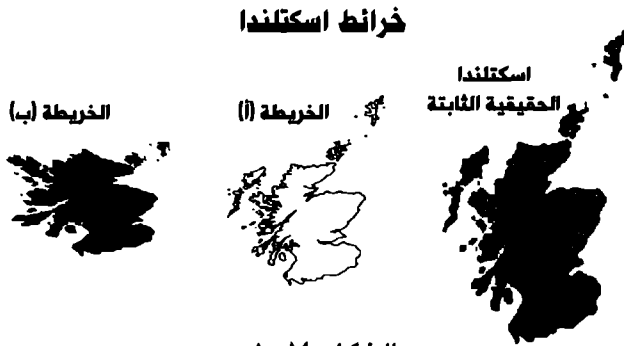 خرائط اسكتلندا
اسكتلندا
الحقيقية الثابتة
الخريطة (أ)
الخريطة (ب)